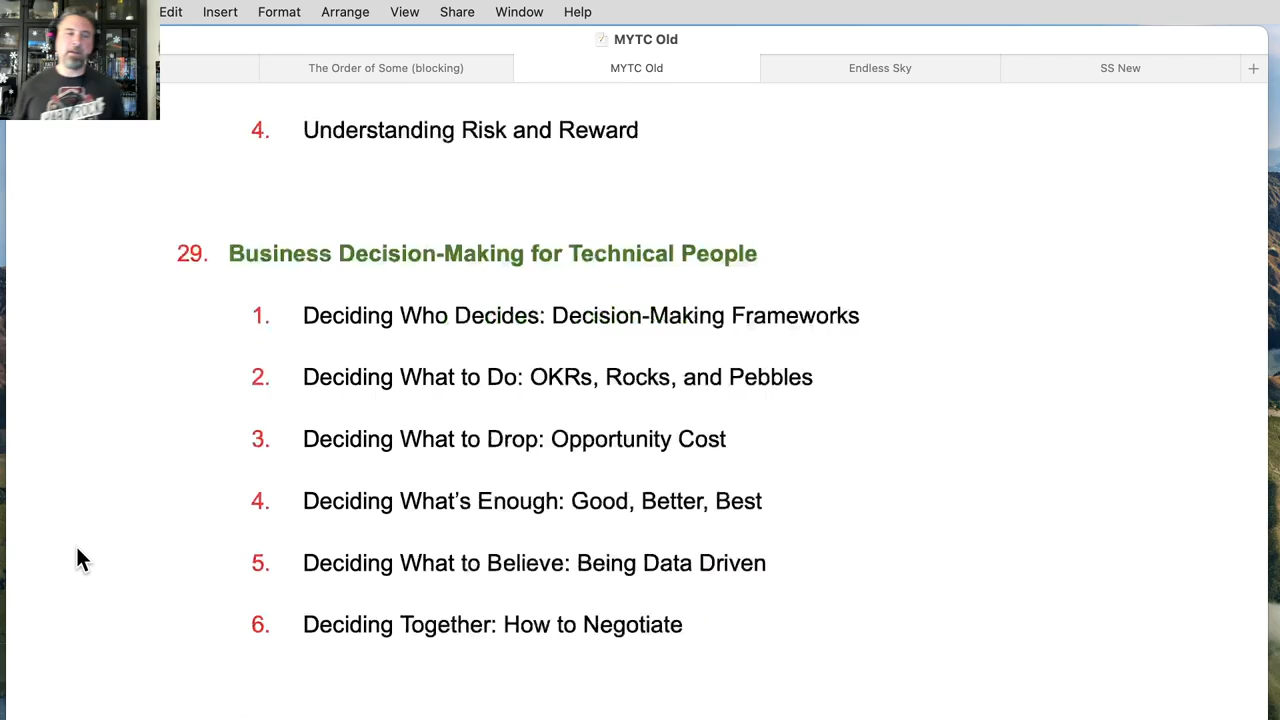 Edit Insert Format Arrange View Share Window Help
MYTC Old
The Order of Some (blocking) MYTC Old Endless Sky SS New
4. Understanding Risk and Reward
29. Business Decision-Making for Technical People
1. Deciding Who Decides: Decision-Making Frameworks
2. Deciding What to Do: OKRs, Rocks, and Pebbles
3. Deciding What to Drop: Opportunity Cost
4. Deciding What’s Enough: Good, Better, Best
5. Deciding What to Believe: Being Data Driven
6. Deciding Together: How to Negotiate